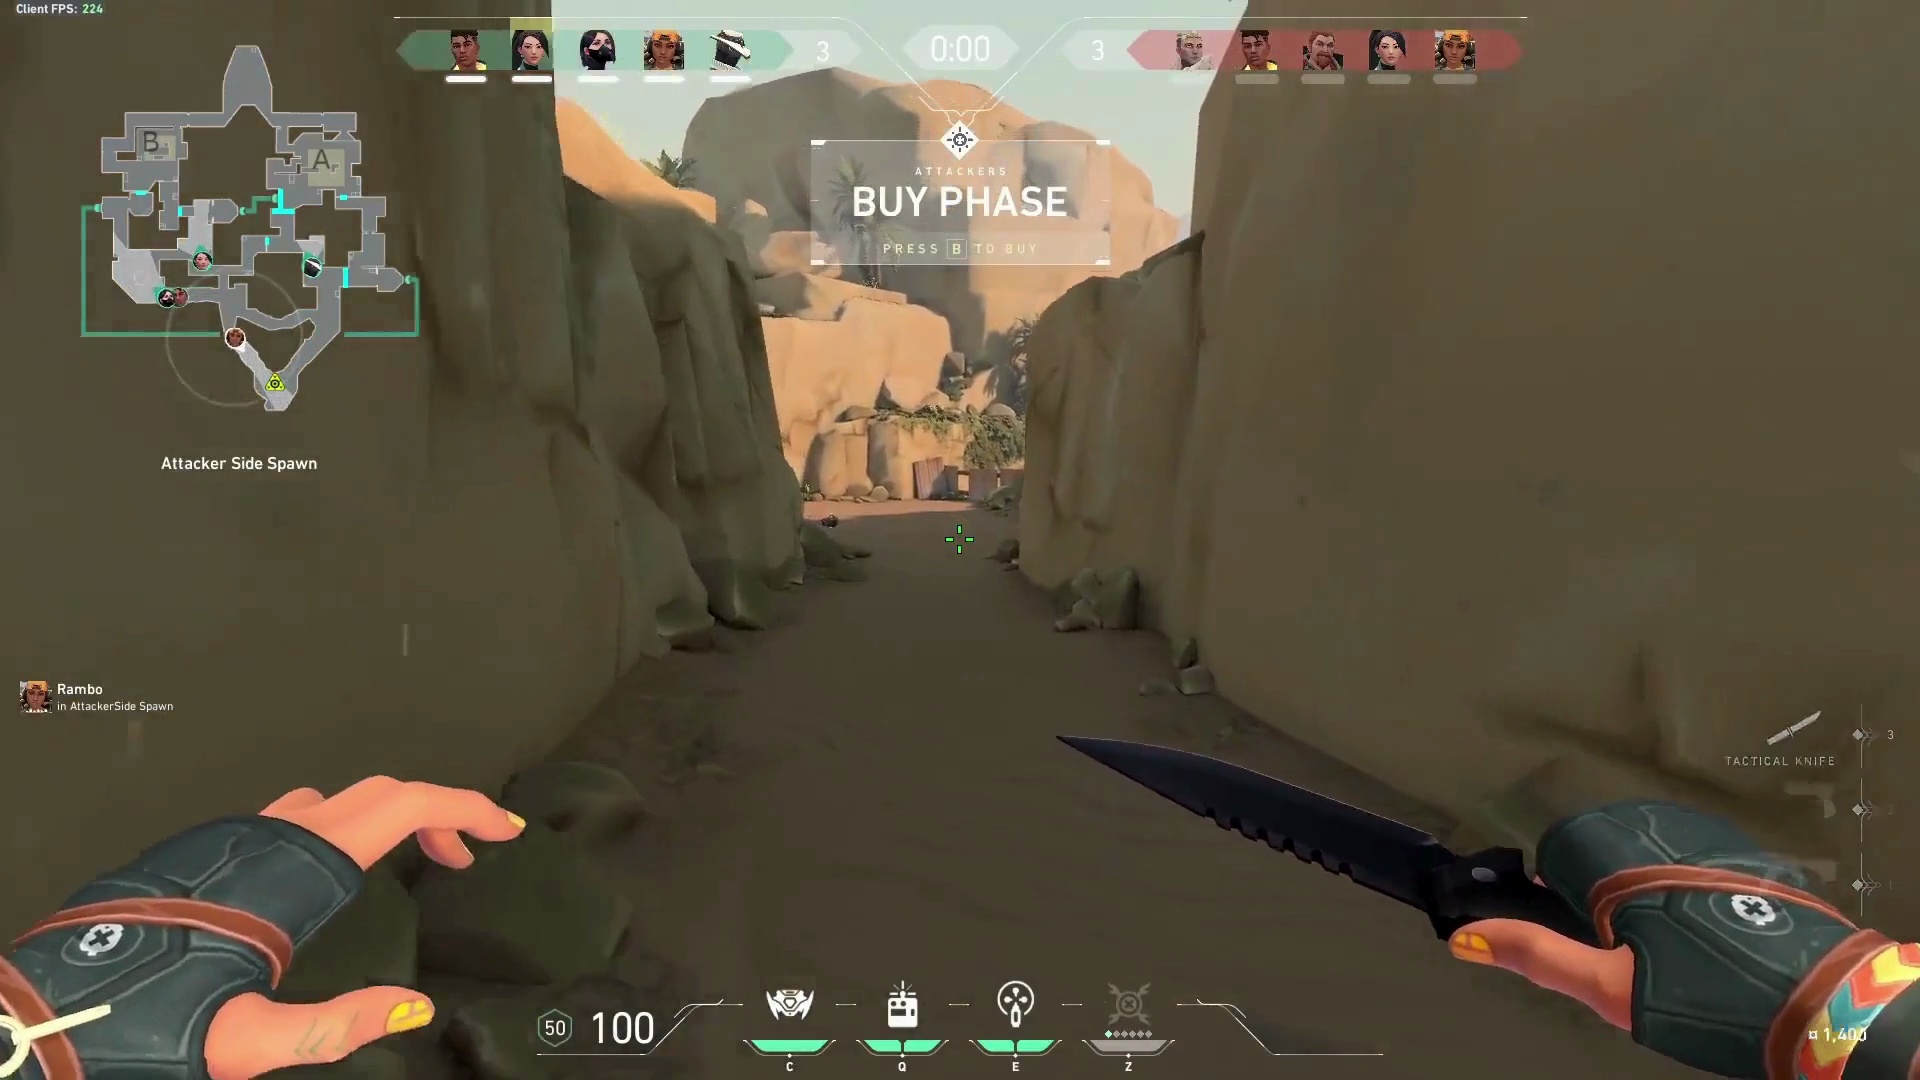 Client FPS: 224
3
0:00
3
B
A
ATTACKERS
BUY PHASE
PRESS B TO BUY
Attacker Side Spawn
Rambo
in AttackerSide Spawn
3
TACTICAL KNIFE
50
100
C
Q
E
Z
1,400